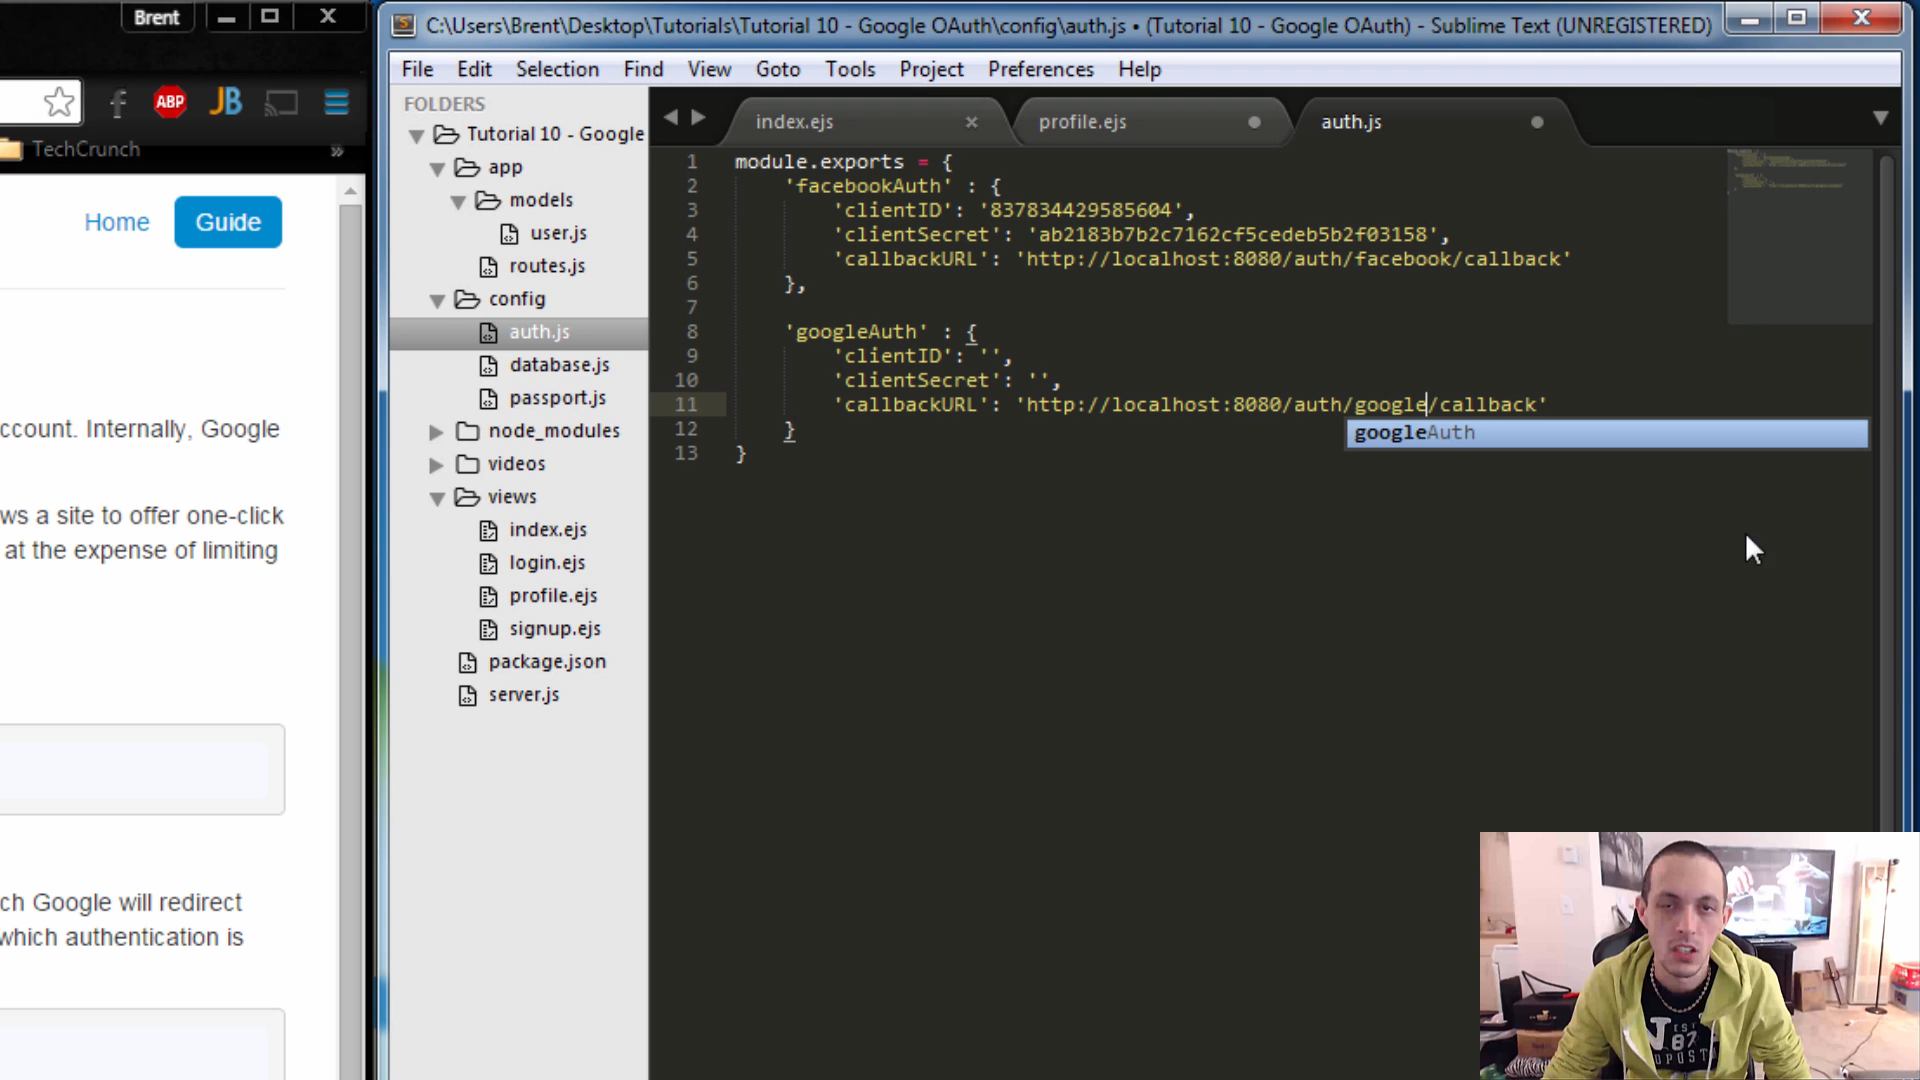 Brent
C:\Users\Brent\Desktop\Tutorials\Tutorial 10 - Google OAuth\config\auth.js • (Tutorial 10 - Google OAuth) - Sublime Text (UNREGISTERED)
File Edit Selection Find View Goto Tools Project Preferences Help
ABP
JB
TechCrunch
»
Home
Guide
ccount. Internally, Google
ws a site to offer one-click
at the expense of limiting
ch Google will redirect
which authentication is
FOLDERS
Tutorial 10 - Google
app
models
user.js
routes.js
config
auth.js
database.js
passport.js
node_modules
videos
views
index.ejs
login.ejs
profile.ejs
signup.ejs
package.json
server.js
index.ejs
profile.ejs
auth.js
1 module.exports = {
2 'facebookAuth' : {
3 'clientID': '837834429585604',
4 'clientSecret': 'ab2183b7b2c7162cf5cedeb5b2f03158',
5 'callbackURL': 'http://localhost:8080/auth/facebook/callback'
6 },
7
8 'googleAuth' : {
9 'clientID': '',
10 'clientSecret': '',
11 'callbackURL': 'http://localhost:8080/auth/google/callback'
googleAuth
12 }
13 }